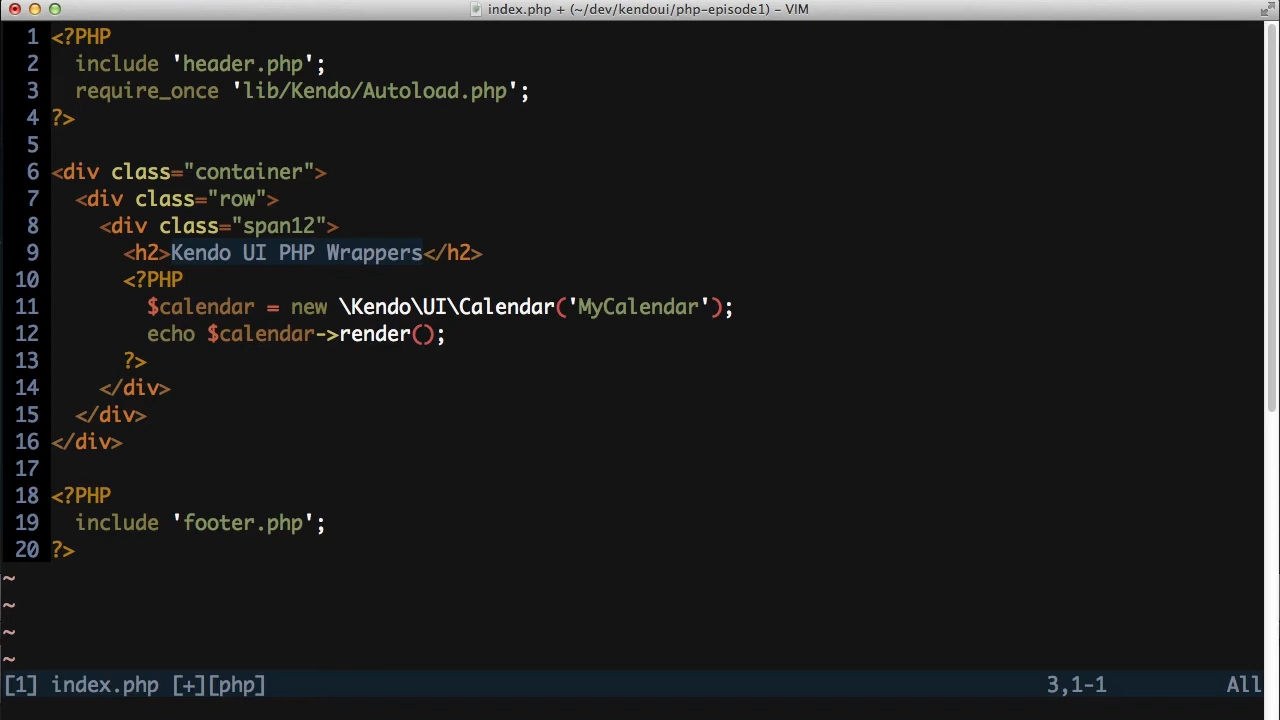 index.php + (~/dev/kendoui/php-episode1) – VIM
1 <?PHP
2   include 'header.php';
3   require_once 'lib/Kendo/Autoload.php';
4 ?>
5
6 <div class="container">
7   <div class="row">
8     <div class="span12">
9       <h2>Kendo UI PHP Wrappers</h2>
10       <?PHP
11         $calendar = new \Kendo\UI\Calendar('MyCalendar');
12         echo $calendar->render();
13       ?>
14     </div>
15   </div>
16 </div>
17
18 <?PHP
19   include 'footer.php';
20 ?>
~
~
~
~
[1] index.php [+][php] 3,1-1 All